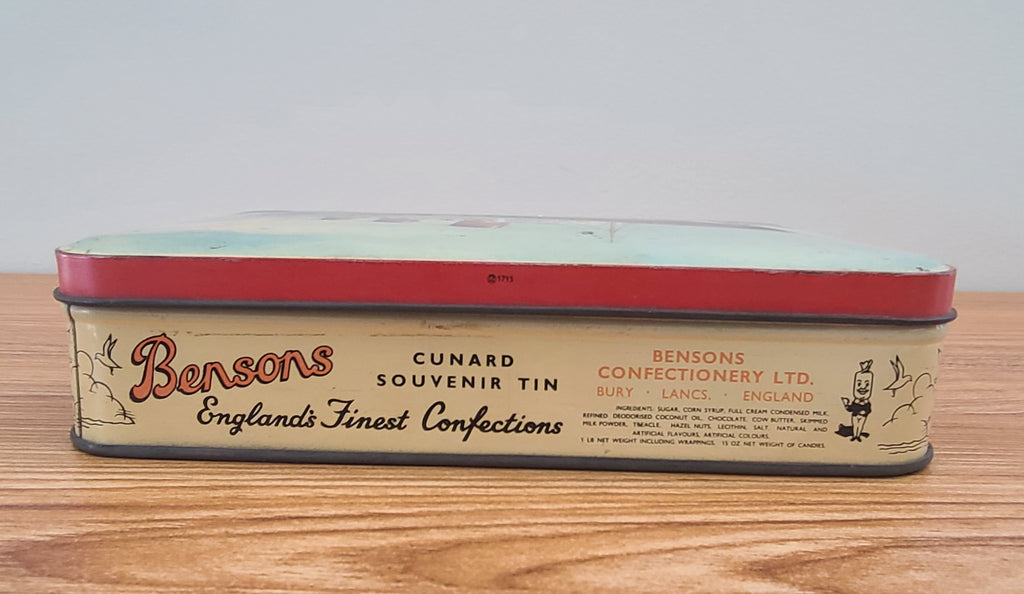 1715
Bensons
England's Finest Confections
CUNARD
SOUVENIR TIN
BENSONS
CONFECTIONERY LTD.
BURY · LANCS. · ENGLAND
INGREDIENTS: SUGAR, CORN SYRUP, FULL CREAM CONDENSED MILK,
REFINED DEODORISED COCONUT OIL, CHOCOLATE, COW BUTTER, SKIMMED
MILK POWDER, TREACLE, HAZEL NUTS, LECITHIN, SALT NATURAL AND
ARTIFICIAL FLAVOURS, ARTIFICIAL COLOURS.
1 LB NET WEIGHT INCLUDING WRAPPINGS. 15 OZ NET WEIGHT OF CANDIES.